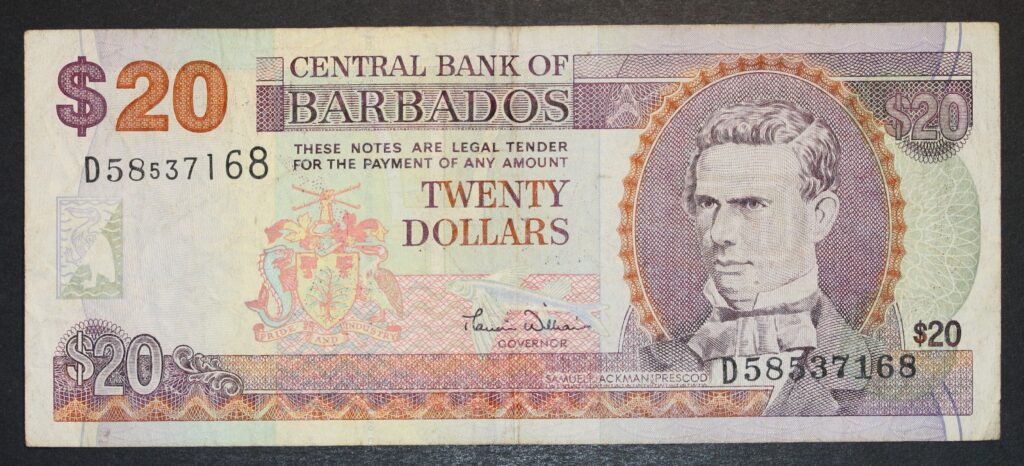 $20
CENTRAL BANK OF
BARBADOS
$20
THESE NOTES ARE LEGAL TENDER
FOR THE PAYMENT OF ANY AMOUNT
D58537168
TWENTY
DOLLARS
PRIDE AND INDUSTRY
GOVERNOR
$20
$20
SAMUEL JACKMAN PRESCOD
D58537168